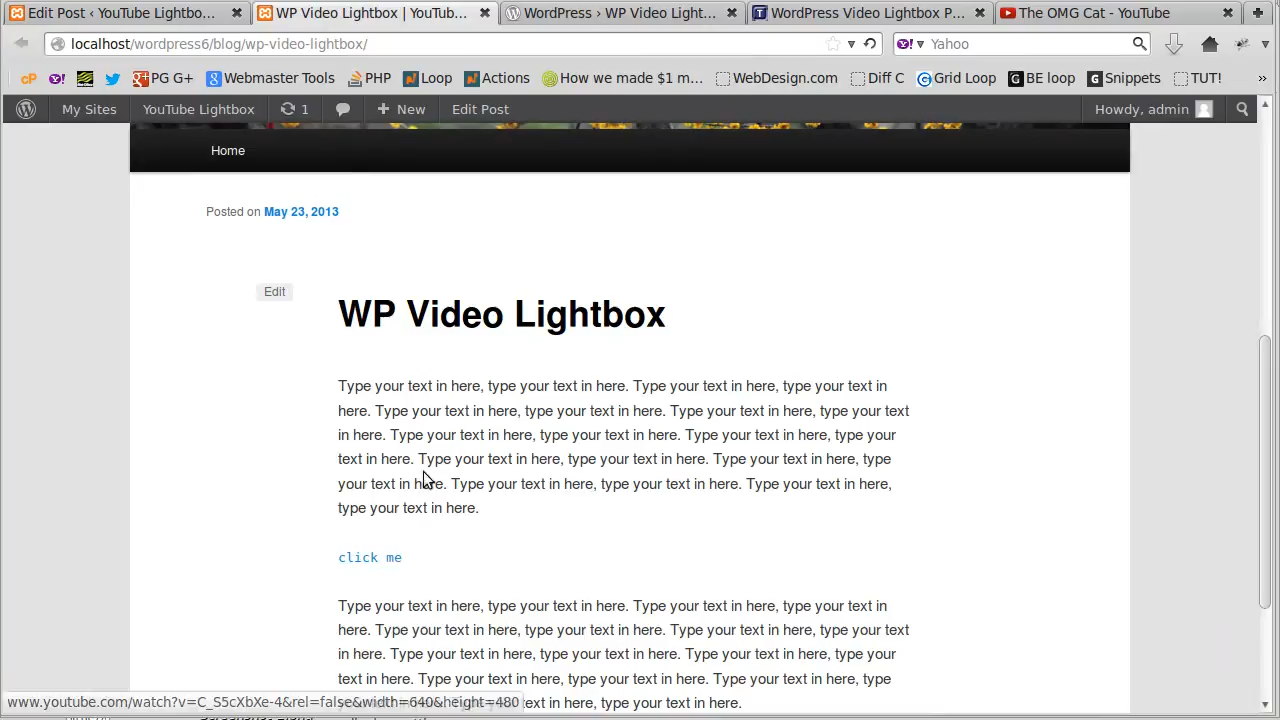 Edit Post ‹ YouTube Lightbo...
WP Video Lightbox | YouTub...
WordPress › WP Video Light...
WordPress Video Lightbox P...
The OMG Cat - YouTube
localhost/wordpress6/blog/wp-video-lightbox/
Yahoo
cP
PG G+
Webmaster Tools
PHP
Loop
Actions
How we made $1 m...
WebDesign.com
Diff C
Grid Loop
BE loop
Snippets
TUT!
My Sites
YouTube Lightbox
1
New
Edit Post
Howdy, admin
Home
Posted on May 23, 2013
Edit
WP Video Lightbox
Type your text in here, type your text in here. Type your text in here, type your text in
here. Type your text in here, type your text in here. Type your text in here, type your text
in here. Type your text in here, type your text in here. Type your text in here, type your
text in here. Type your text in here, type your text in here. Type your text in here, type
your text in here. Type your text in here, type your text in here. Type your text in here,
type your text in here.
click me
Type your text in here, type your text in here. Type your text in here, type your text in
here. Type your text in here, type your text in here. Type your text in here, type your text
in here. Type your text in here, type your text in here. Type your text in here, type your
text in here. Type your text in here, type your text in here. Type your text in here, type
www.youtube.com/watch?v=C_S5cXbXe-4&rel=false&width=640&height=480
text in here, type your text in here.